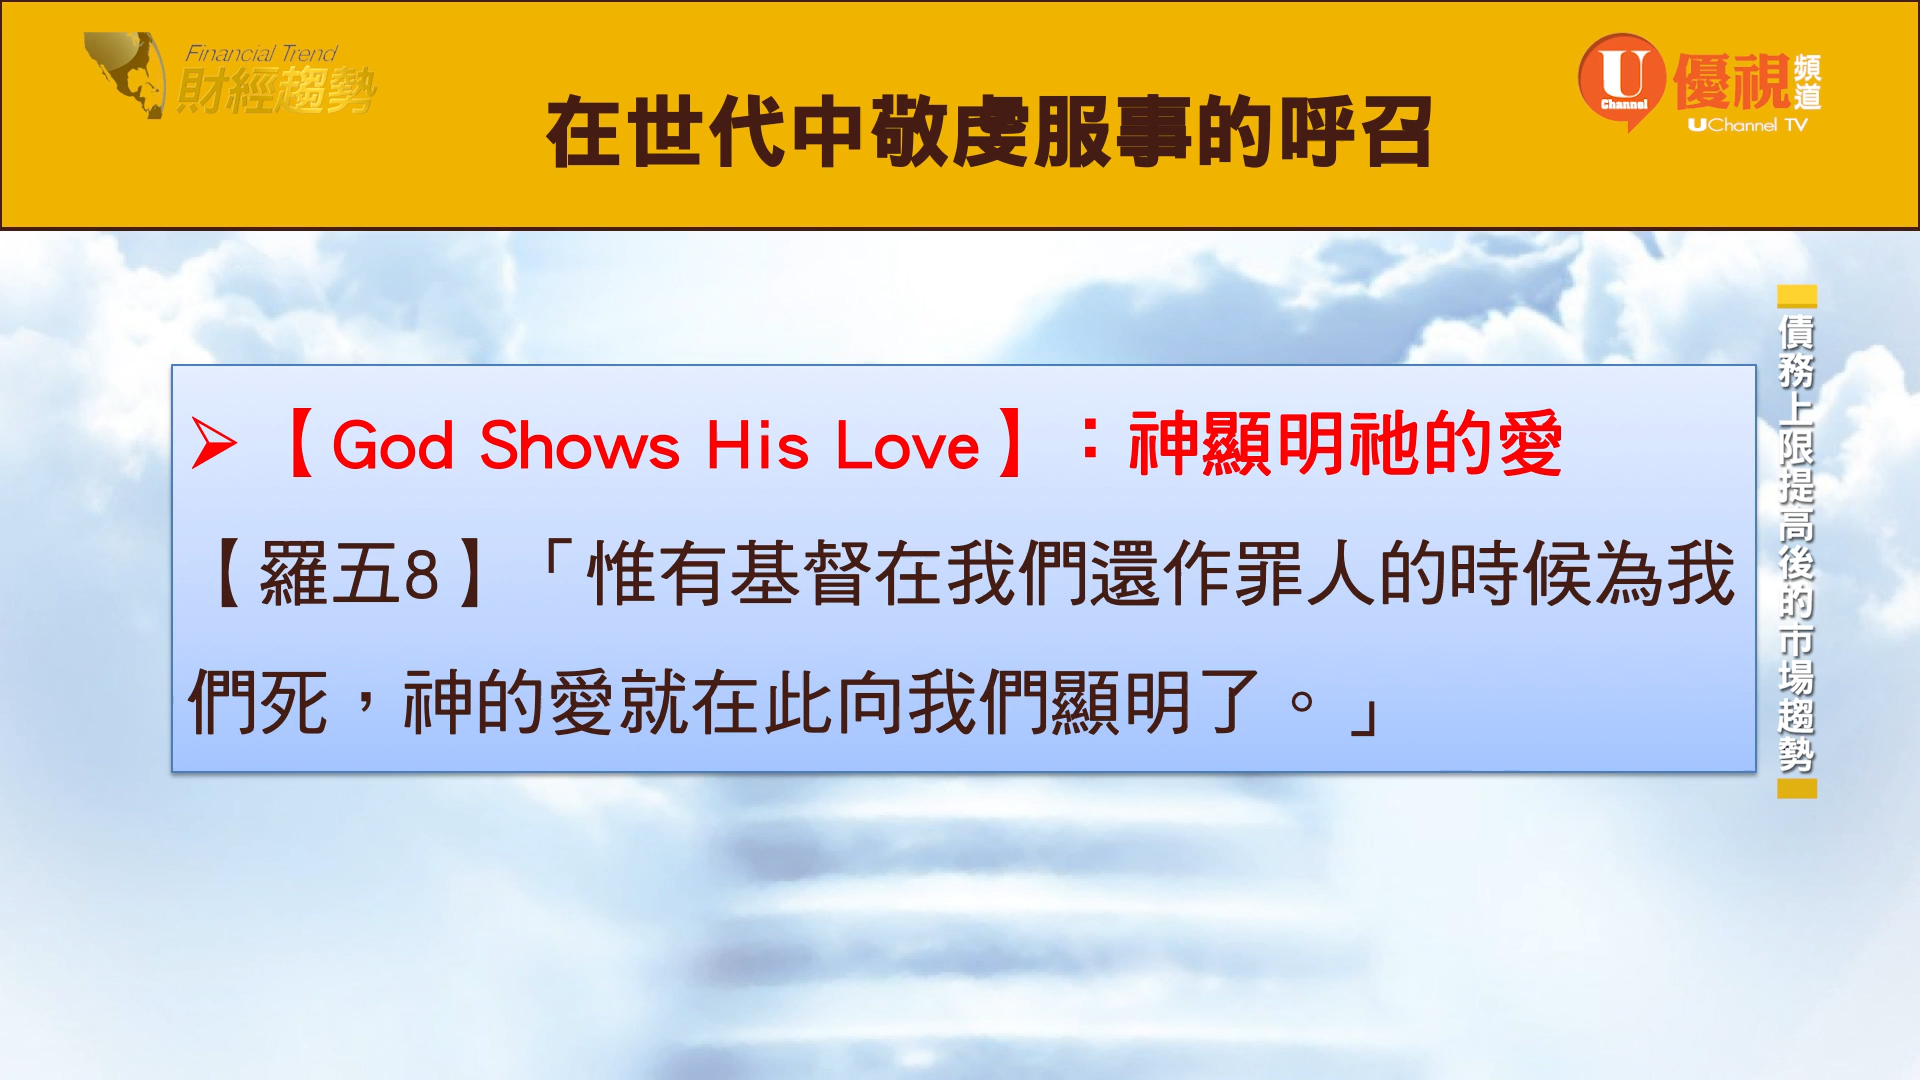 Financial Trend
財經趨勢
在世代中敬虔服事的呼召
U
Channel
優視頻道
UChannel TV
➢【God Shows His Love】：神顯明祂的愛
【羅五8】「惟有基督在我們還作罪人的時候為我
們死，神的愛就在此向我們顯明了。」
債務上限提高後的市場趨勢